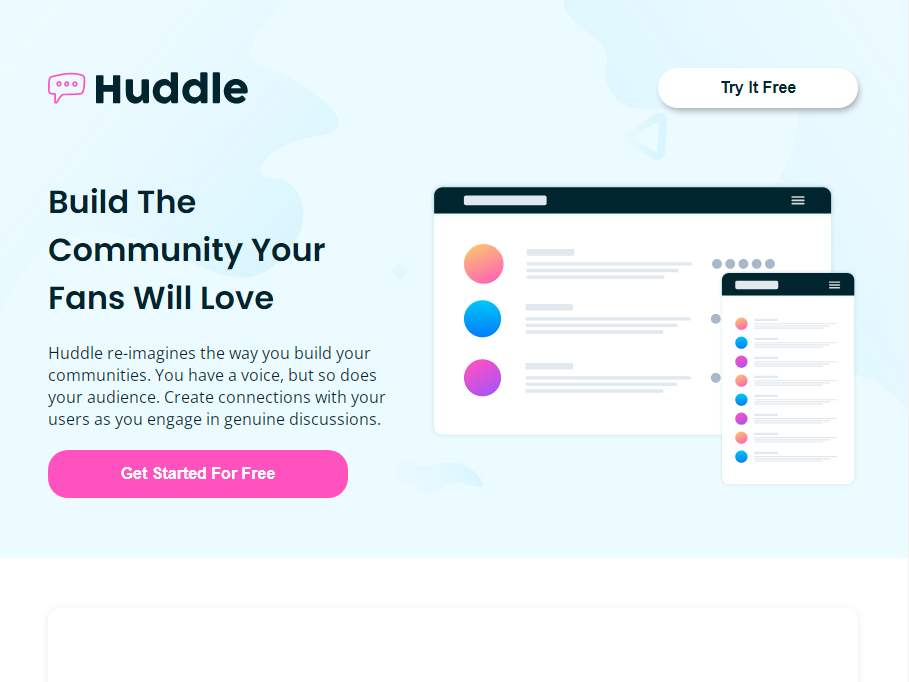 Huddle
Try It Free
Build The
Community Your
Fans Will Love
Huddle re-imagines the way you build your
communities. You have a voice, but so does
your audience. Create connections with your
users as you engage in genuine discussions.
Get Started For Free